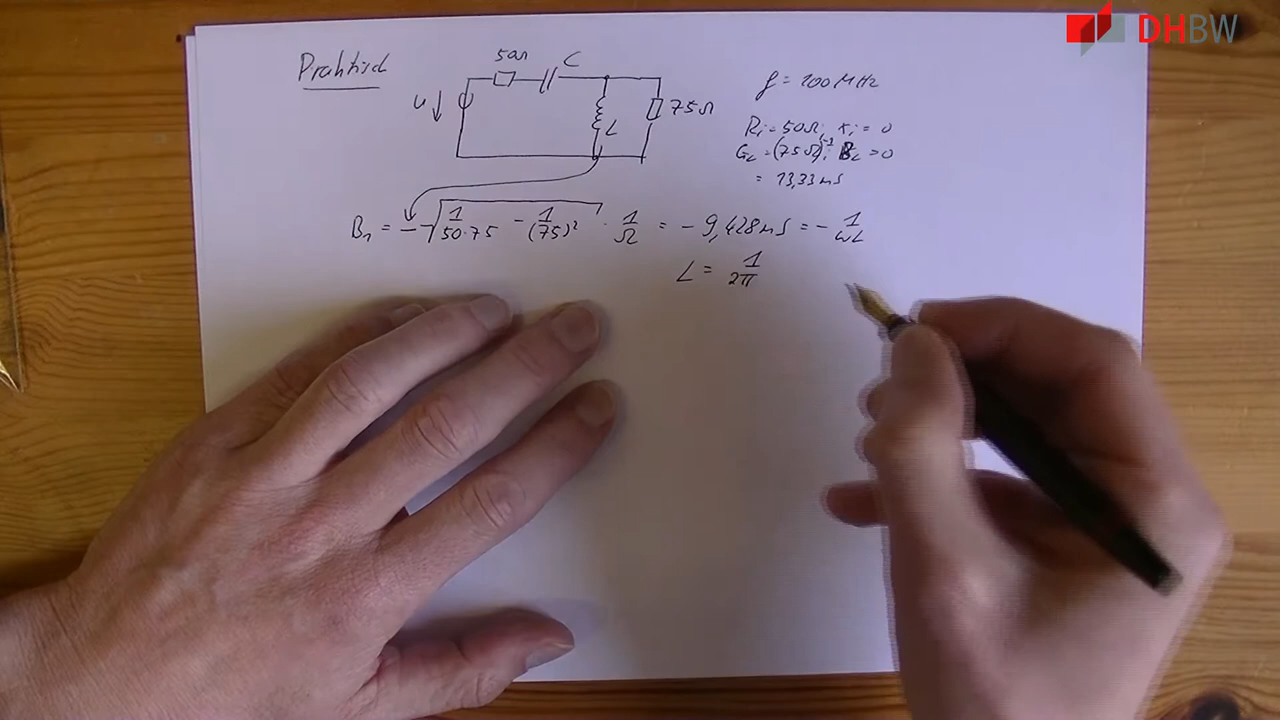 DHBW
Praktisch
50Ω C
u ↓ L 75Ω
f = 100 MHz
Ri = 50Ω; xi = 0
GL = (75Ω)⁻¹; BL = 0
= 13,33 mS
B1 = -√(1/(50·75) - 1/(75)²) · 1/Ω = -9,428 mS = - 1/(ωL)
L = 1/(2π